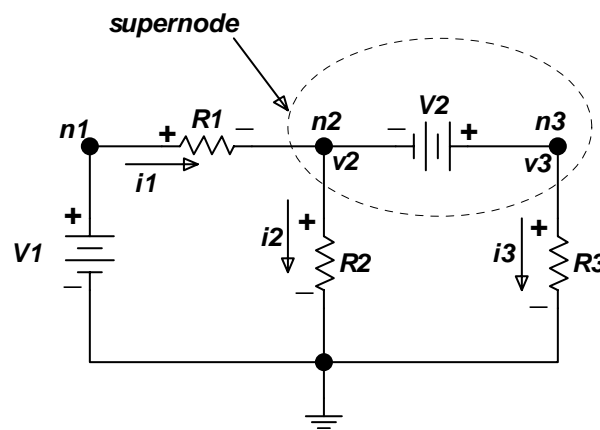 supernode
V2
n1
+ R1 −
n2
− +
n3
v2
v3
i1
+
+
+
V1
i2
R2
i3
R3
−
−
−